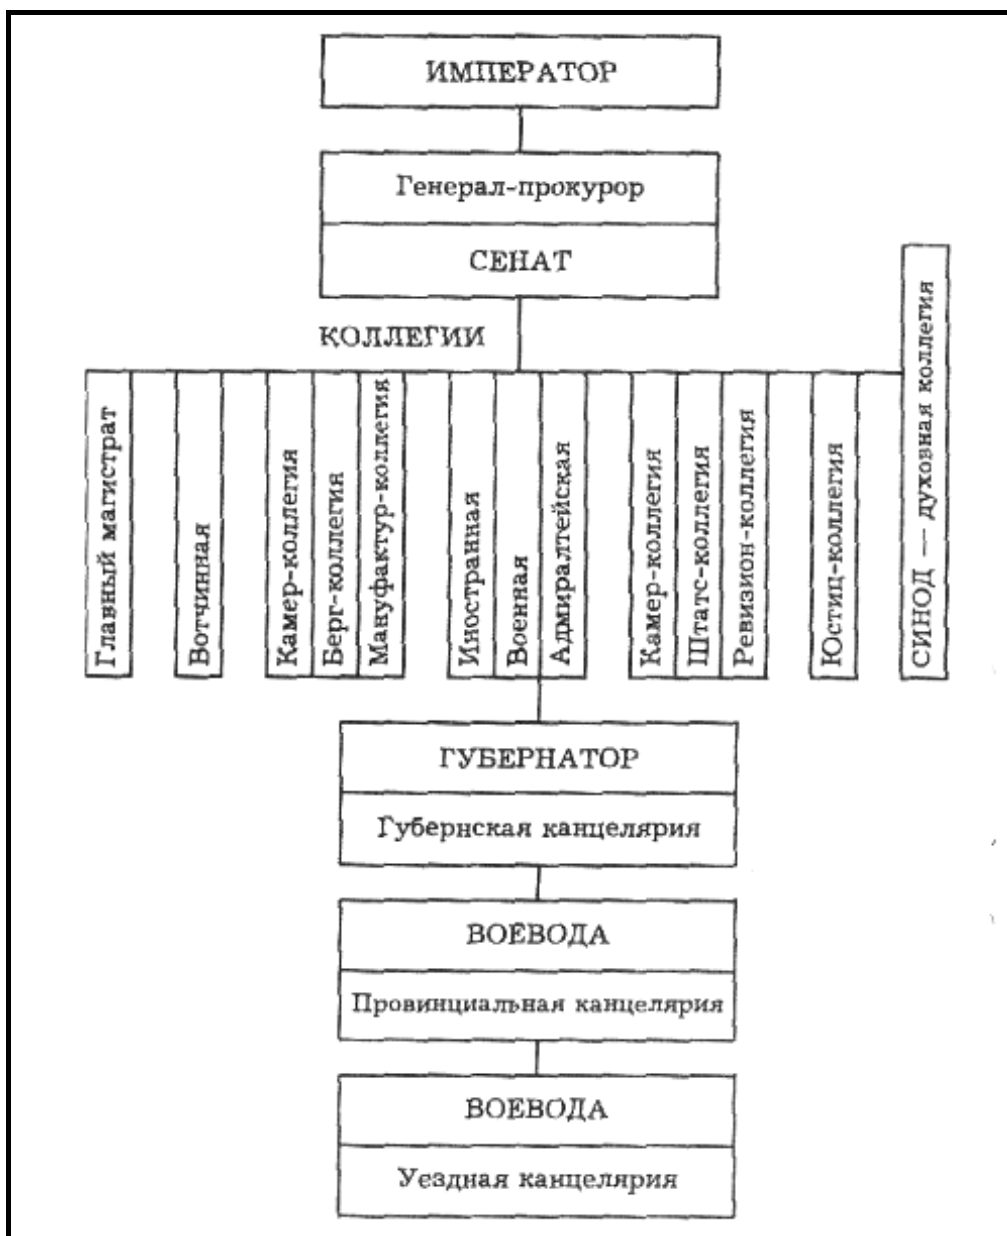 ИМПЕРАТОР
Генерал-прокурор
СЕНАТ
КОЛЛЕГИИ
Главный магистрат
Вотчинная
Камер-коллегия
Берг-коллегия
Мануфактур-коллегия
Иностранная
Военная
Адмиралтейская
Камер-коллегия
Штатс-коллегия
Ревизион-коллегия
Юстиц-коллегия
СИНОД — духовная коллегия
ГУБЕРНАТОР
Губернская канцелярия
ВОЕВОДА
Провинциальная канцелярия
ВОЕВОДА
Уездная канцелярия